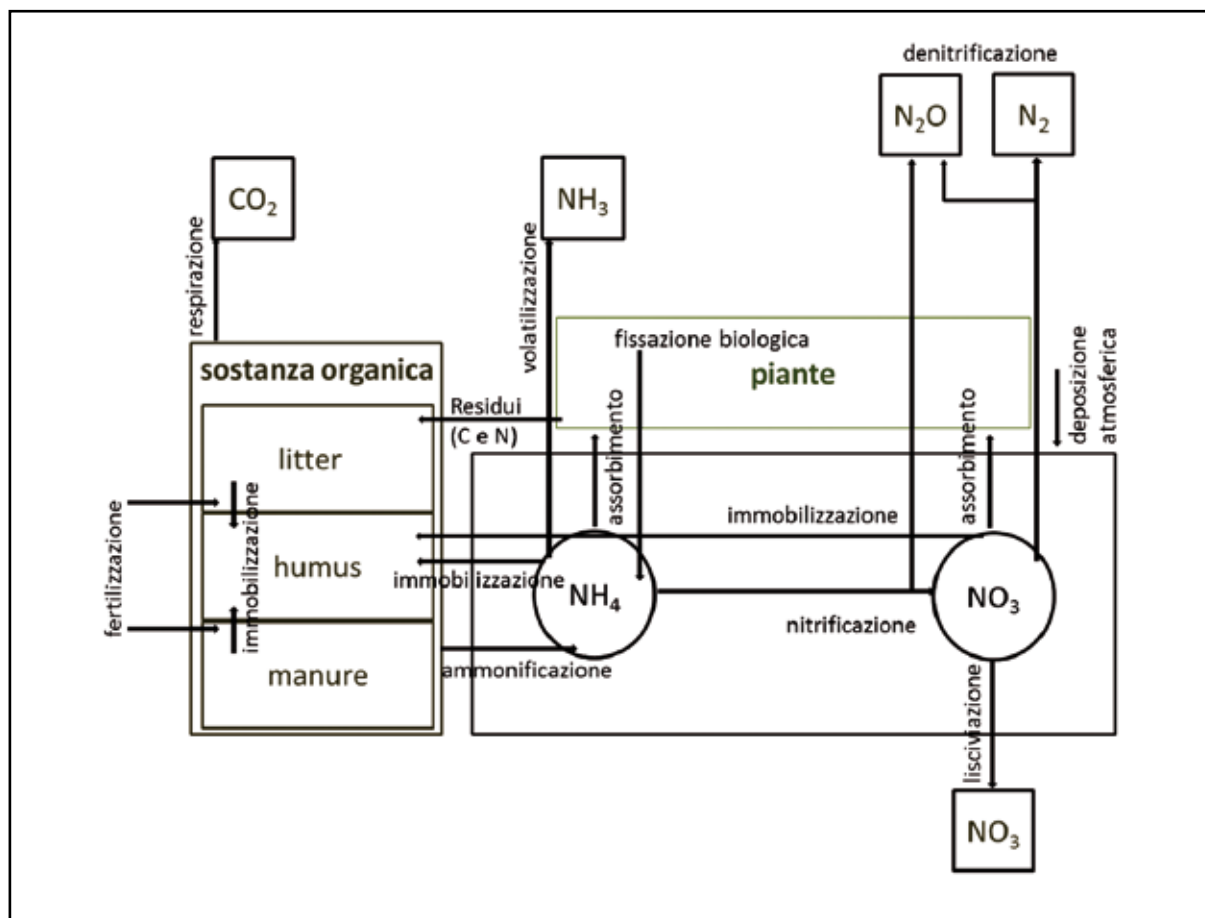 denitrificazione
N₂O
N₂
CO₂
NH₃
respirazione
volatilizzazione
fissazione biologica
piante
deposizione
atmosferica
sostanza organica
Residui
(C e N)
assorbimento
assorbimento
litter
fertilizzazione
immobilizzazione
immobilizzazione
humus
immobilizzazione
NH₄
NO₃
nitrificazione
immobilizzazione
manure
ammonificazione
lisciviazione
NO₃